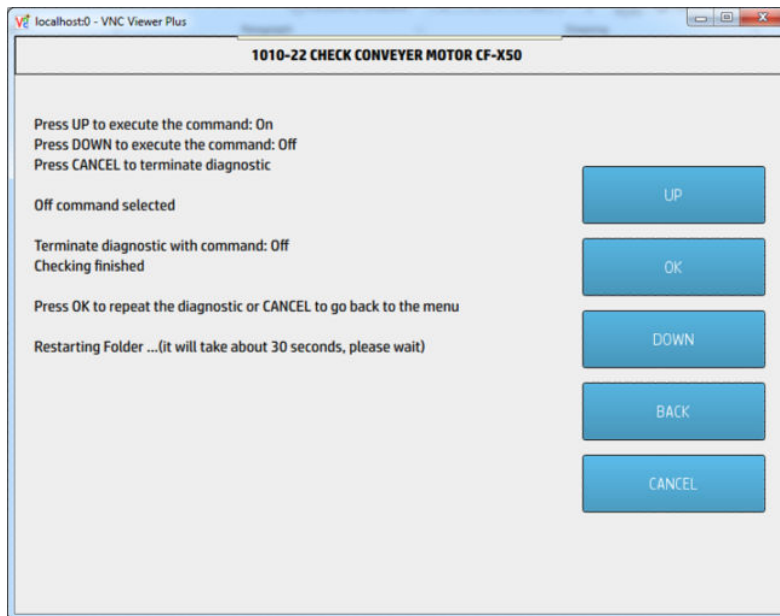 localhost:0 - VNC Viewer Plus
1010-22 CHECK CONVEYER MOTOR CF-X50
Press UP to execute the command: On
Press DOWN to execute the command: Off
Press CANCEL to terminate diagnostic
Off command selected
Terminate diagnostic with command: Off
Checking finished
Press OK to repeat the diagnostic or CANCEL to go back to the menu
Restarting Folder ...(it will take about 30 seconds, please wait)
UP
OK
DOWN
BACK
CANCEL